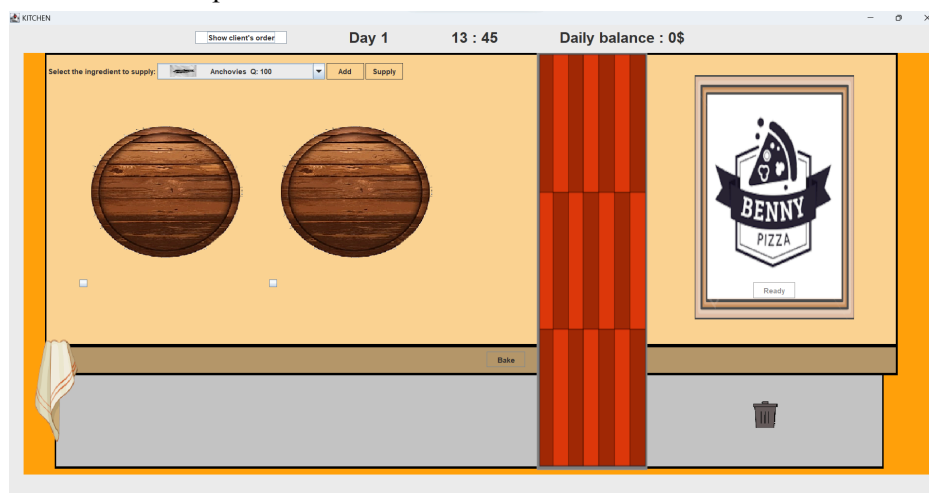 KITCHEN
Show client's order
Day 1
13 : 45
Daily balance : 0$
Select the ingredient to supply:
Anchovies Q: 100
Add
Supply
BENNY
PIZZA
Ready
Bake